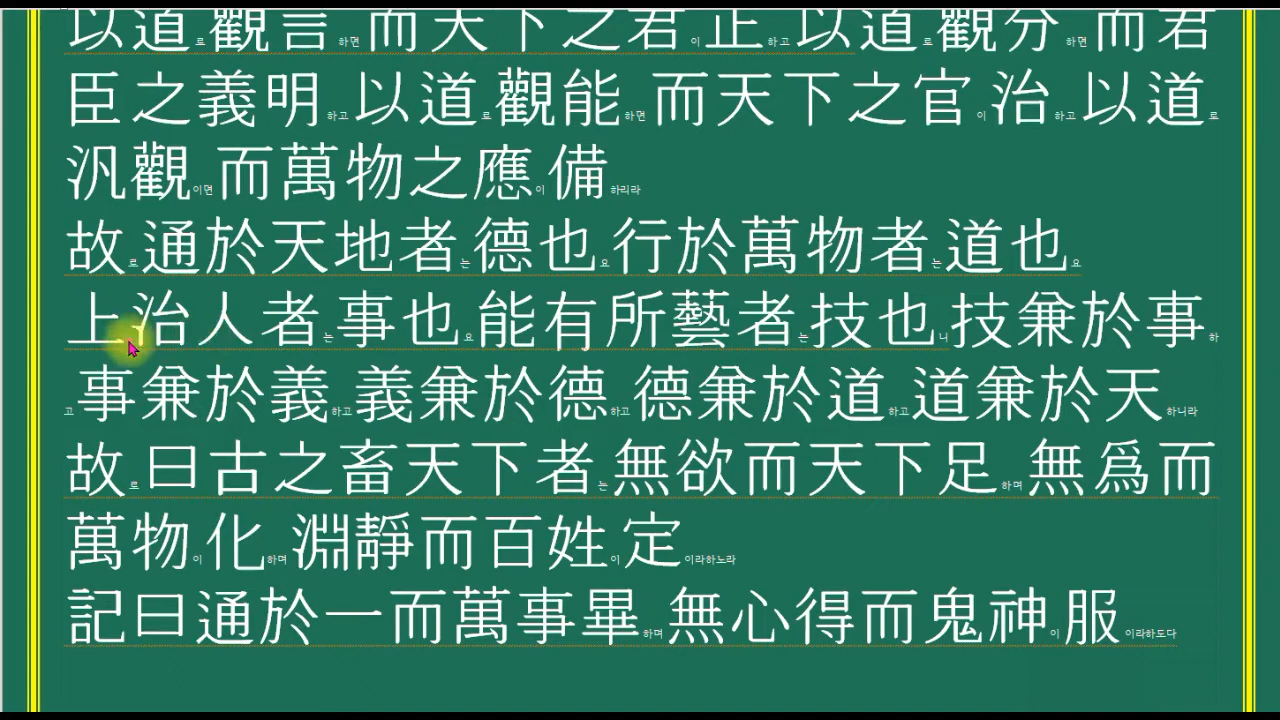 以道로觀言하면而天下之君이正하고以道로觀分하면而君
臣之義明하고以道로觀能하면而天下之官이治하고以道로
汎觀이면而萬物之應이備하리라
故로通於天地者는德也요行於萬物者는道也요
上治人者는事也요能有所藝者는技也니技兼於事하
고事兼於義하고義兼於德하고德兼於道하고道兼於天하니라
故로曰古之畜天下者는無欲而天下足하며無爲而
萬物이化하며淵靜而百姓이定이라하노라
記曰通於一而萬事畢하며無心得而鬼神이服이라하도다